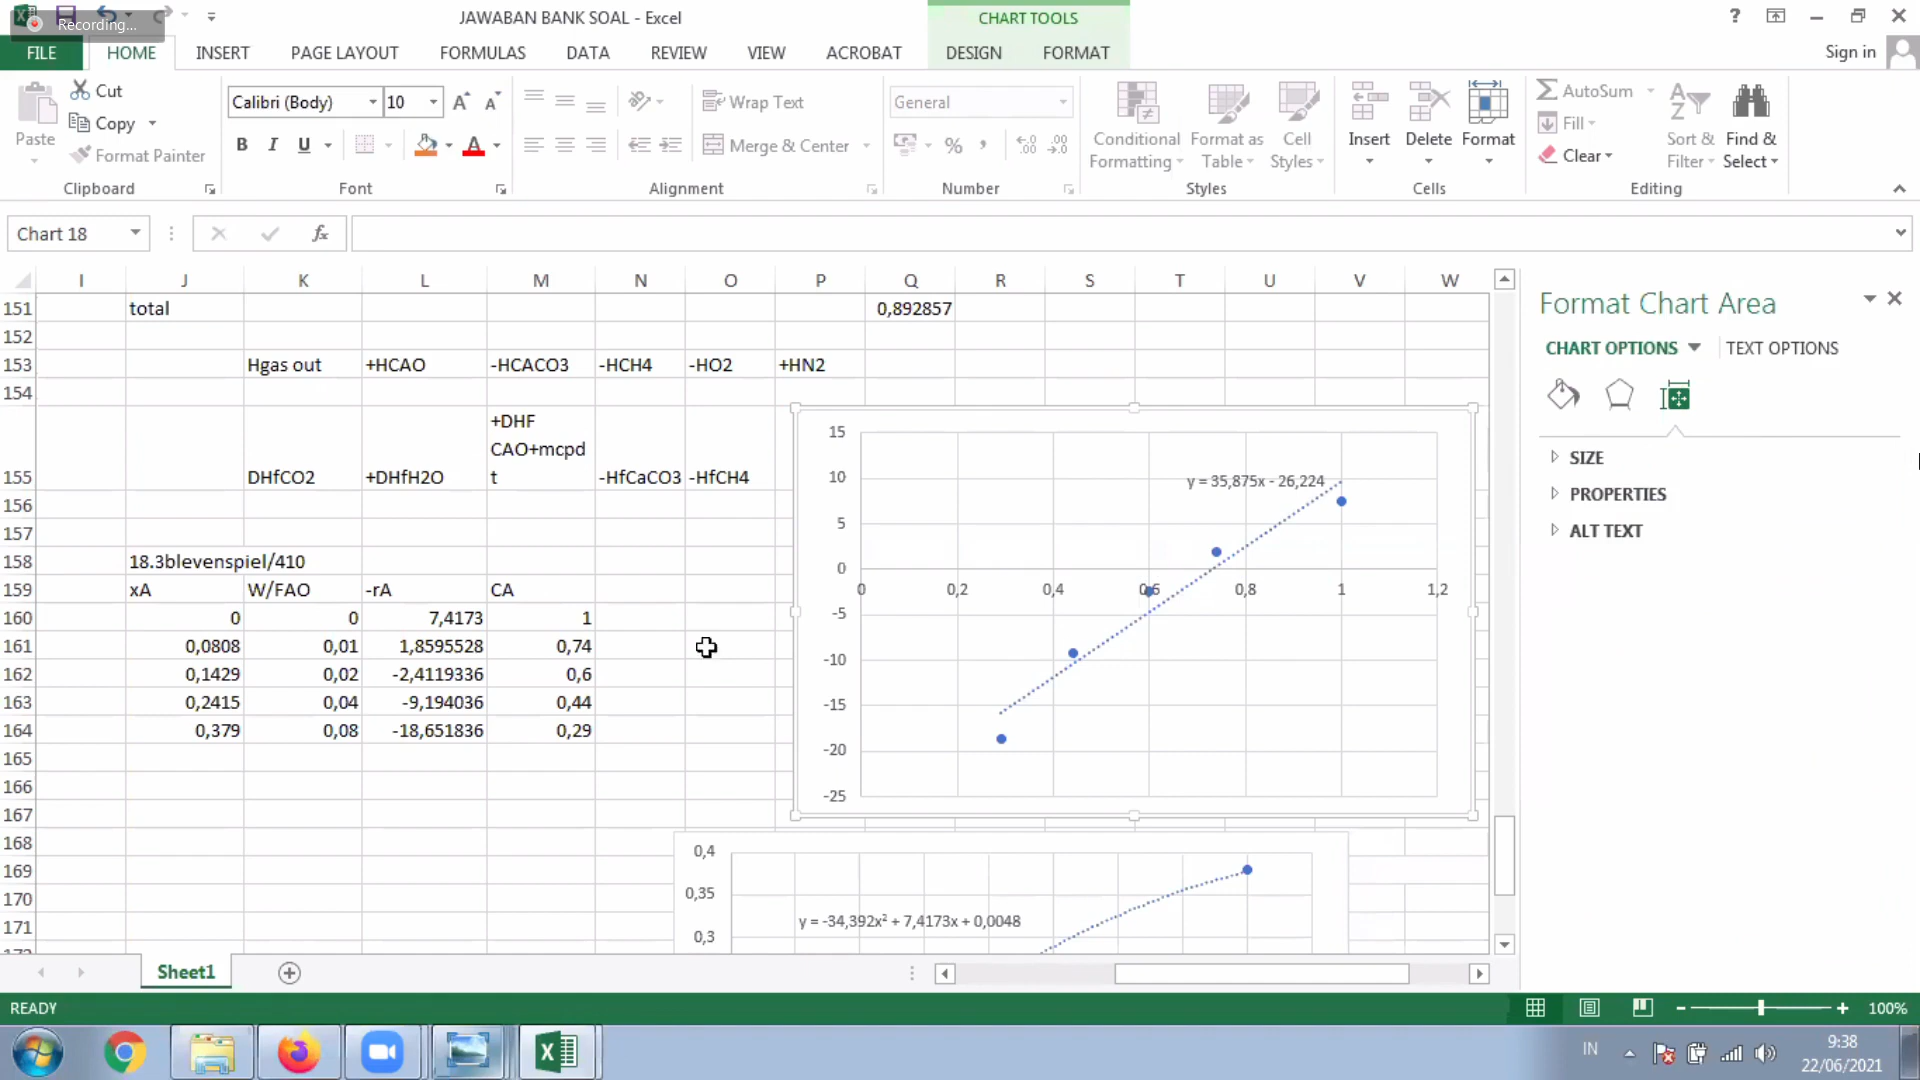 JAWABAN BANK SOAL - Excel
CHART TOOLS
?
Recording...
FILE HOME INSERT PAGE LAYOUT FORMULAS DATA REVIEW VIEW ACROBAT DESIGN FORMAT
Sign in
Paste
Cut
Copy
Format Painter
Clipboard
Calibri (Body) 10
B I U
Font
Wrap Text
Merge & Center
Alignment
General
%
Number
Conditional Formatting
Format as Table
Cell Styles
Styles
Insert
Delete
Format
Cells
AutoSum
Fill
Clear
Sort & Filter
Find & Select
Editing
Chart 18
fx
I J K L M N O P Q R S T U V W
151 total 0,892857
152
153 Hgas out +HCAO -HCACO3 -HCH4 -HO2 +HN2
154
155 DHfCO2 +DHfH2O +DHF CAO+mcpd t -HfCaCO3 -HfCH4
156
157
158 18.3blevenspiel/410
159 xA W/FAO -rA CA
160 0 0 7,4173 1
161 0,0808 0,01 1,8595528 0,74
162 0,1429 0,02 -2,4119336 0,6
163 0,2415 0,04 -9,194036 0,44
164 0,379 0,08 -18,651836 0,29
165
166
167
168
169
170
171
15
10
5
0
-5
-10
-15
-20
-25
0 0,2 0,4 0,6 0,8 1 1,2
y = 35,875x - 26,224
0,4
0,35
0,3
y = -34,392x² + 7,4173x + 0,0048
Format Chart Area
CHART OPTIONS TEXT OPTIONS
SIZE
PROPERTIES
ALT TEXT
Sheet1
READY
100%
IN
9:38
22/06/2021